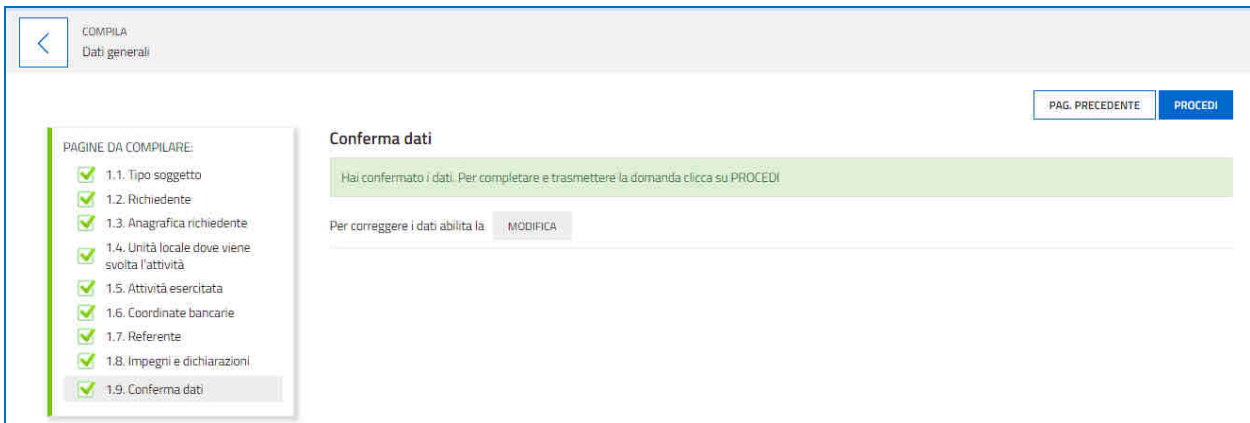 COMPILA
Dati generali
PAG. PRECEDENTE
PROCEDI
PAGINE DA COMPILARE:
1.1. Tipo soggetto
1.2. Richiedente
1.3. Anagrafica richiedente
1.4. Unità locale dove viene
svolta l'attività
1.5. Attività esercitata
1.6. Coordinate bancarie
1.7. Referente
1.8. Impegni e dichiarazioni
1.9. Conferma dati
Conferma dati
Hai confermato i dati. Per completare e trasmettere la domanda clicca su PROCEDI
Per correggere i dati abilita la MODIFICA